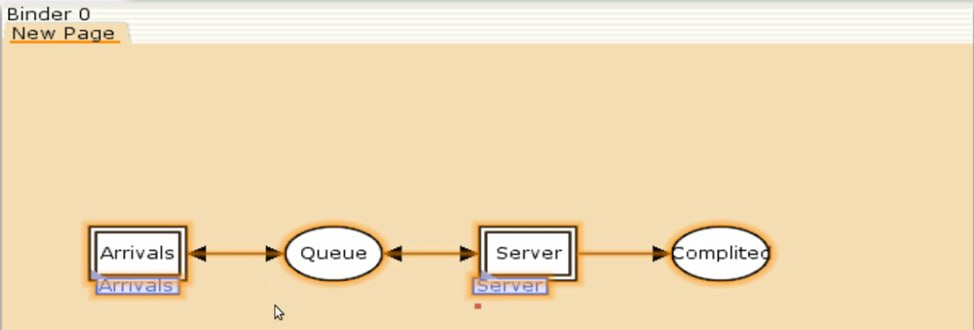 Binder 0
New Page
Arrivals Queue Server Complited
Arrivals Server